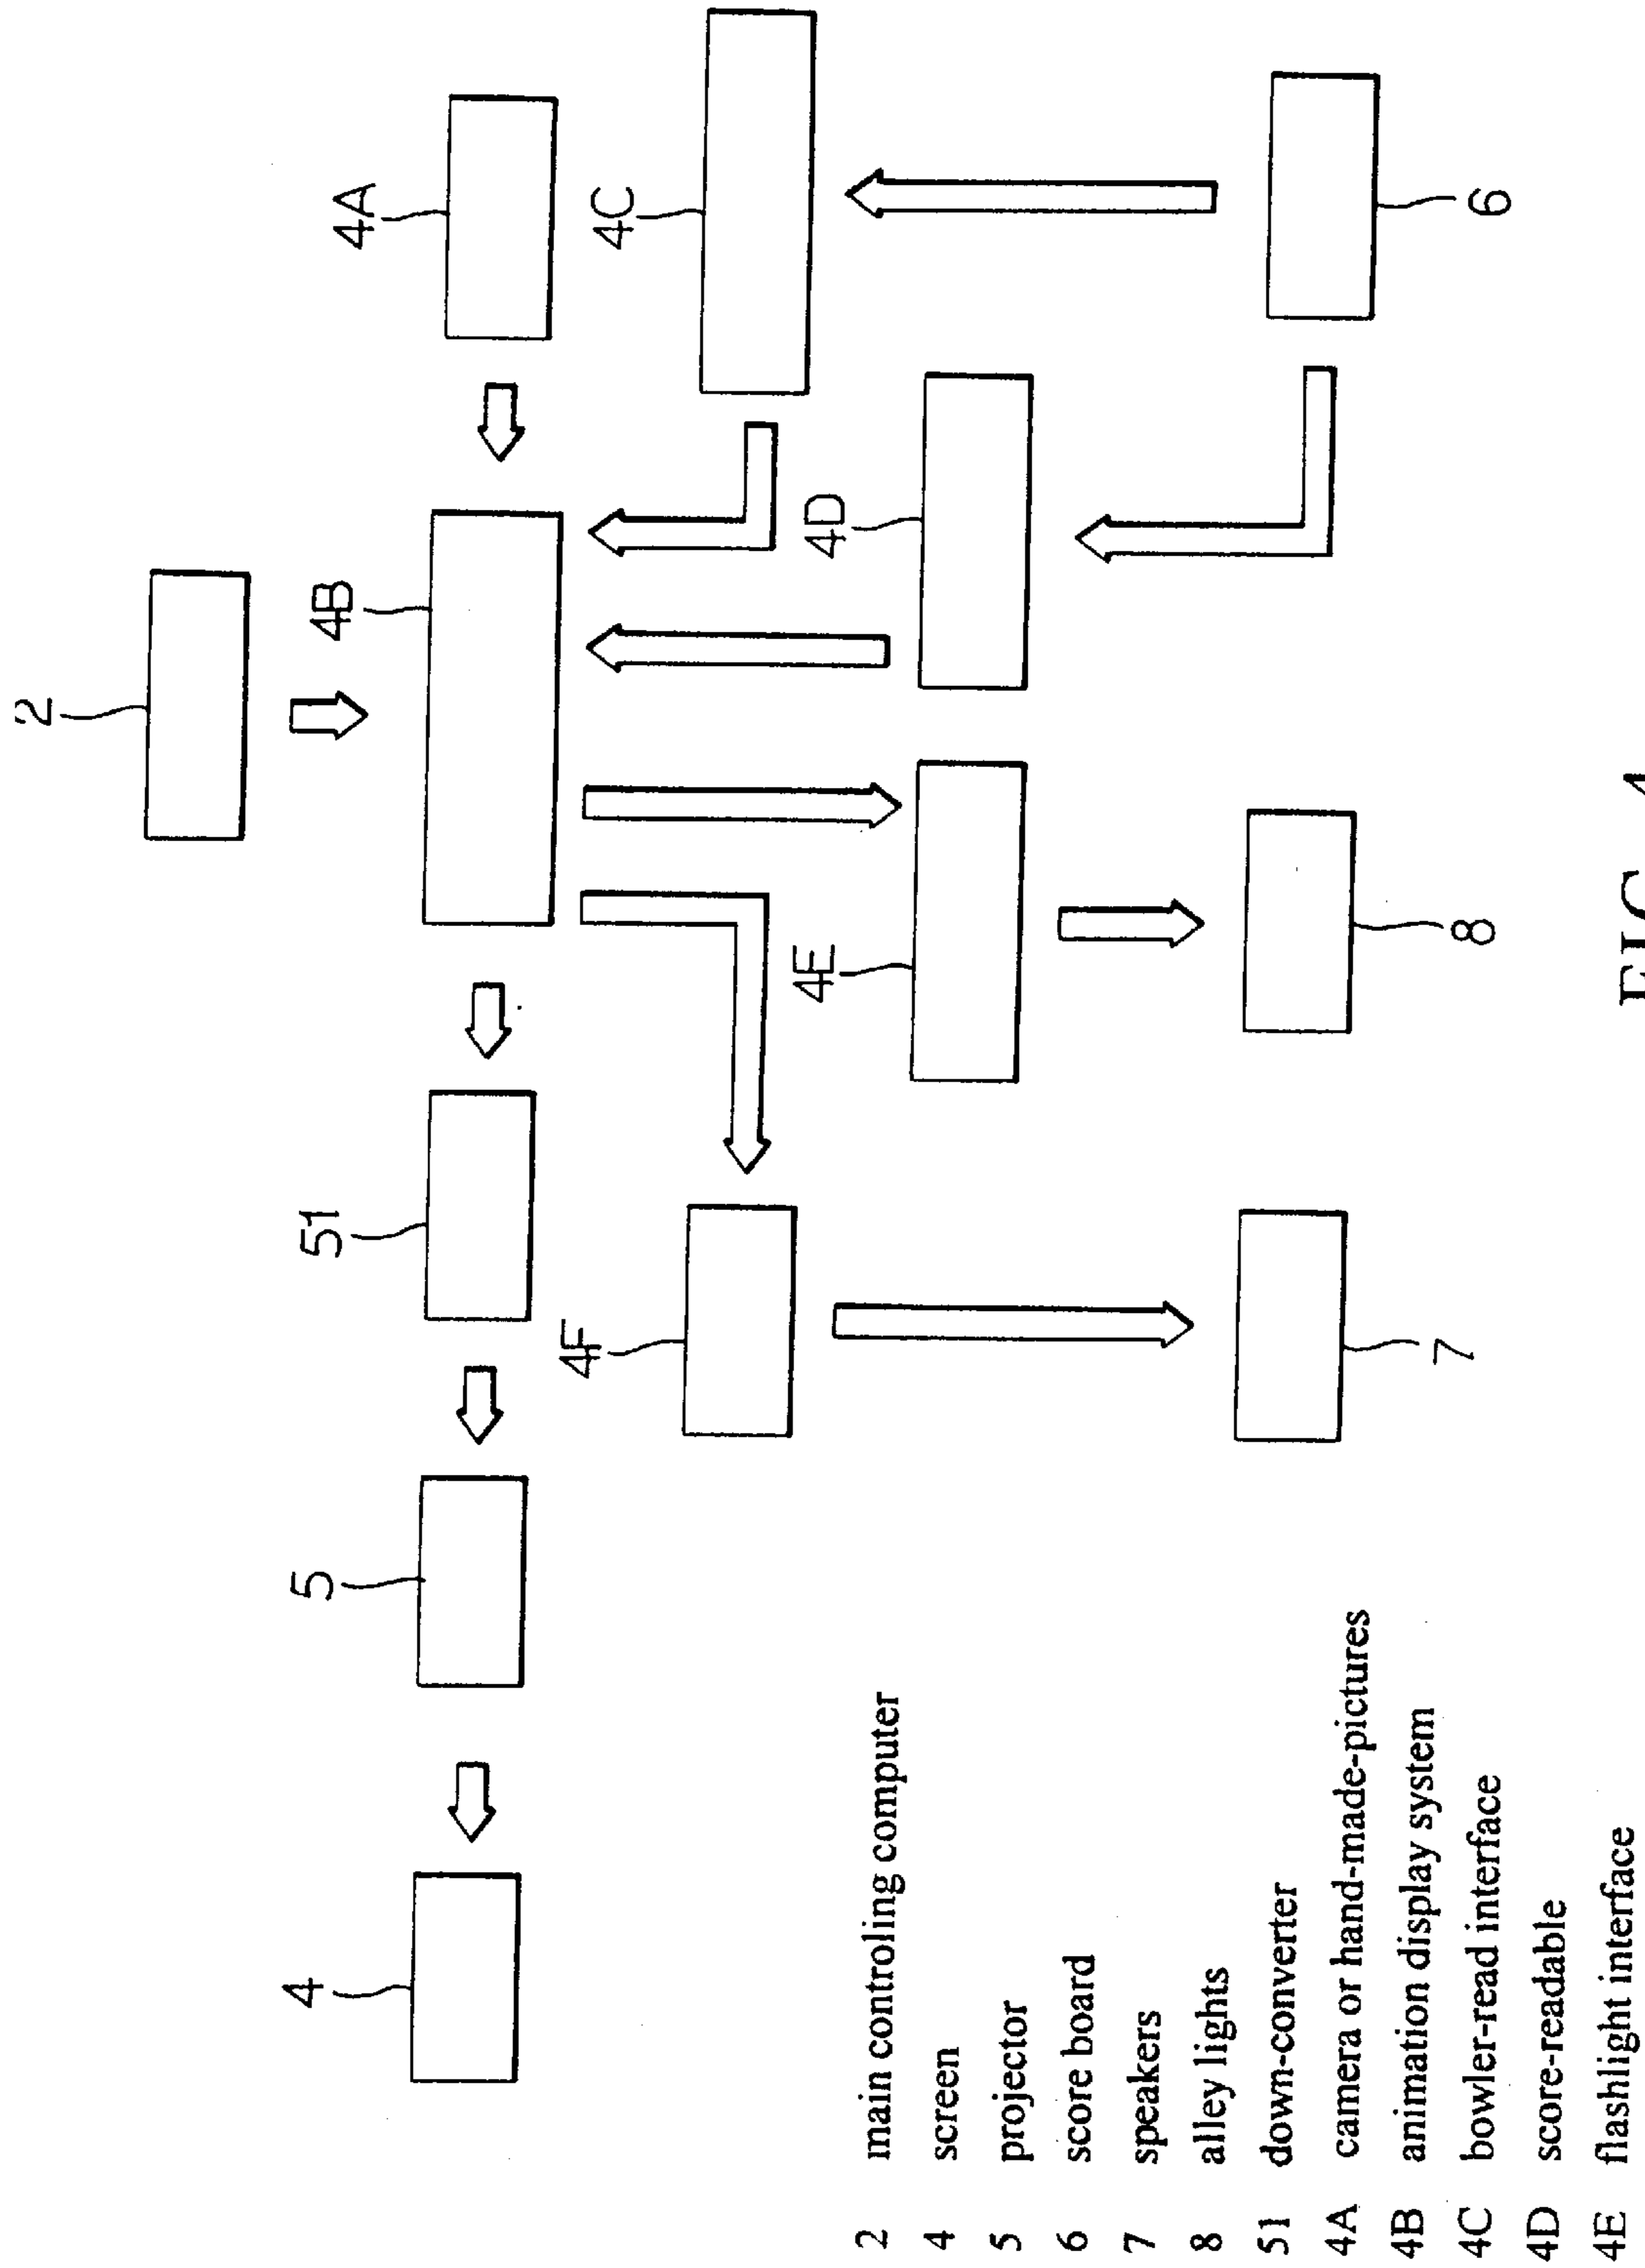 2
4A
4B
4C
51
5
4
4F
4D
4E
6
8
7
2 main controling computer
4 screen
5 projector
6 score board
7 speakers
8 alley lights
51 down-converter
4A camera or hand-made-pictures
4B animation display system
4C bowler-read interface
4D score-readable
4E flashlight interface